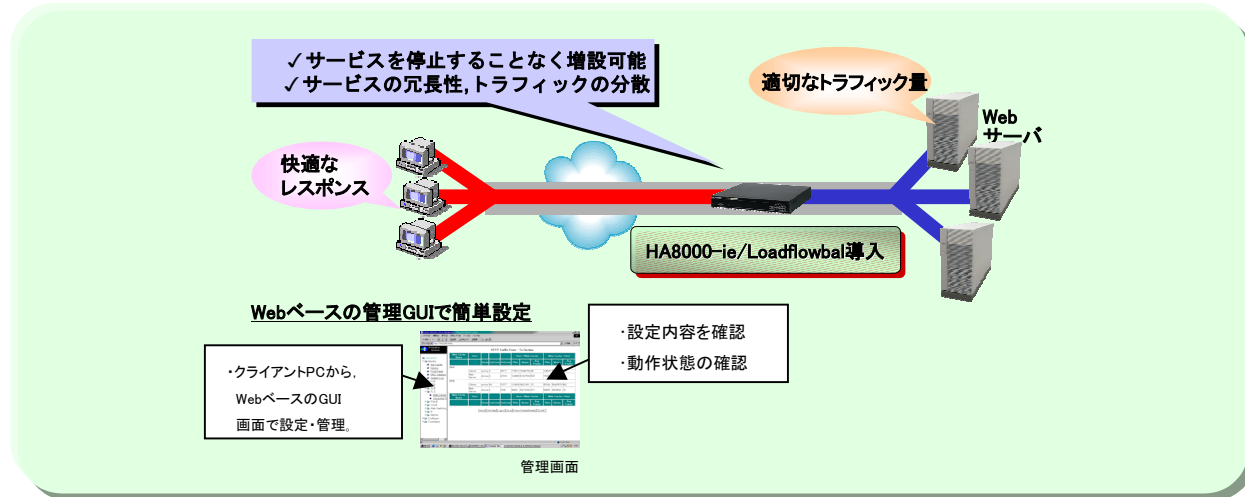 ✓サービスを停止することなく増設可能
✓サービスの冗長性,トラフィックの分散
適切なトラフィック量
Web
サーバ
快適な
レスポンス
HA8000-ie/Loadflowbal導入
Webベースの管理GUIで簡単設定
・設定内容を確認
・動作状態の確認
・クライアントPCから,
WebベースのGUI
画面で設定・管理。
管理画面